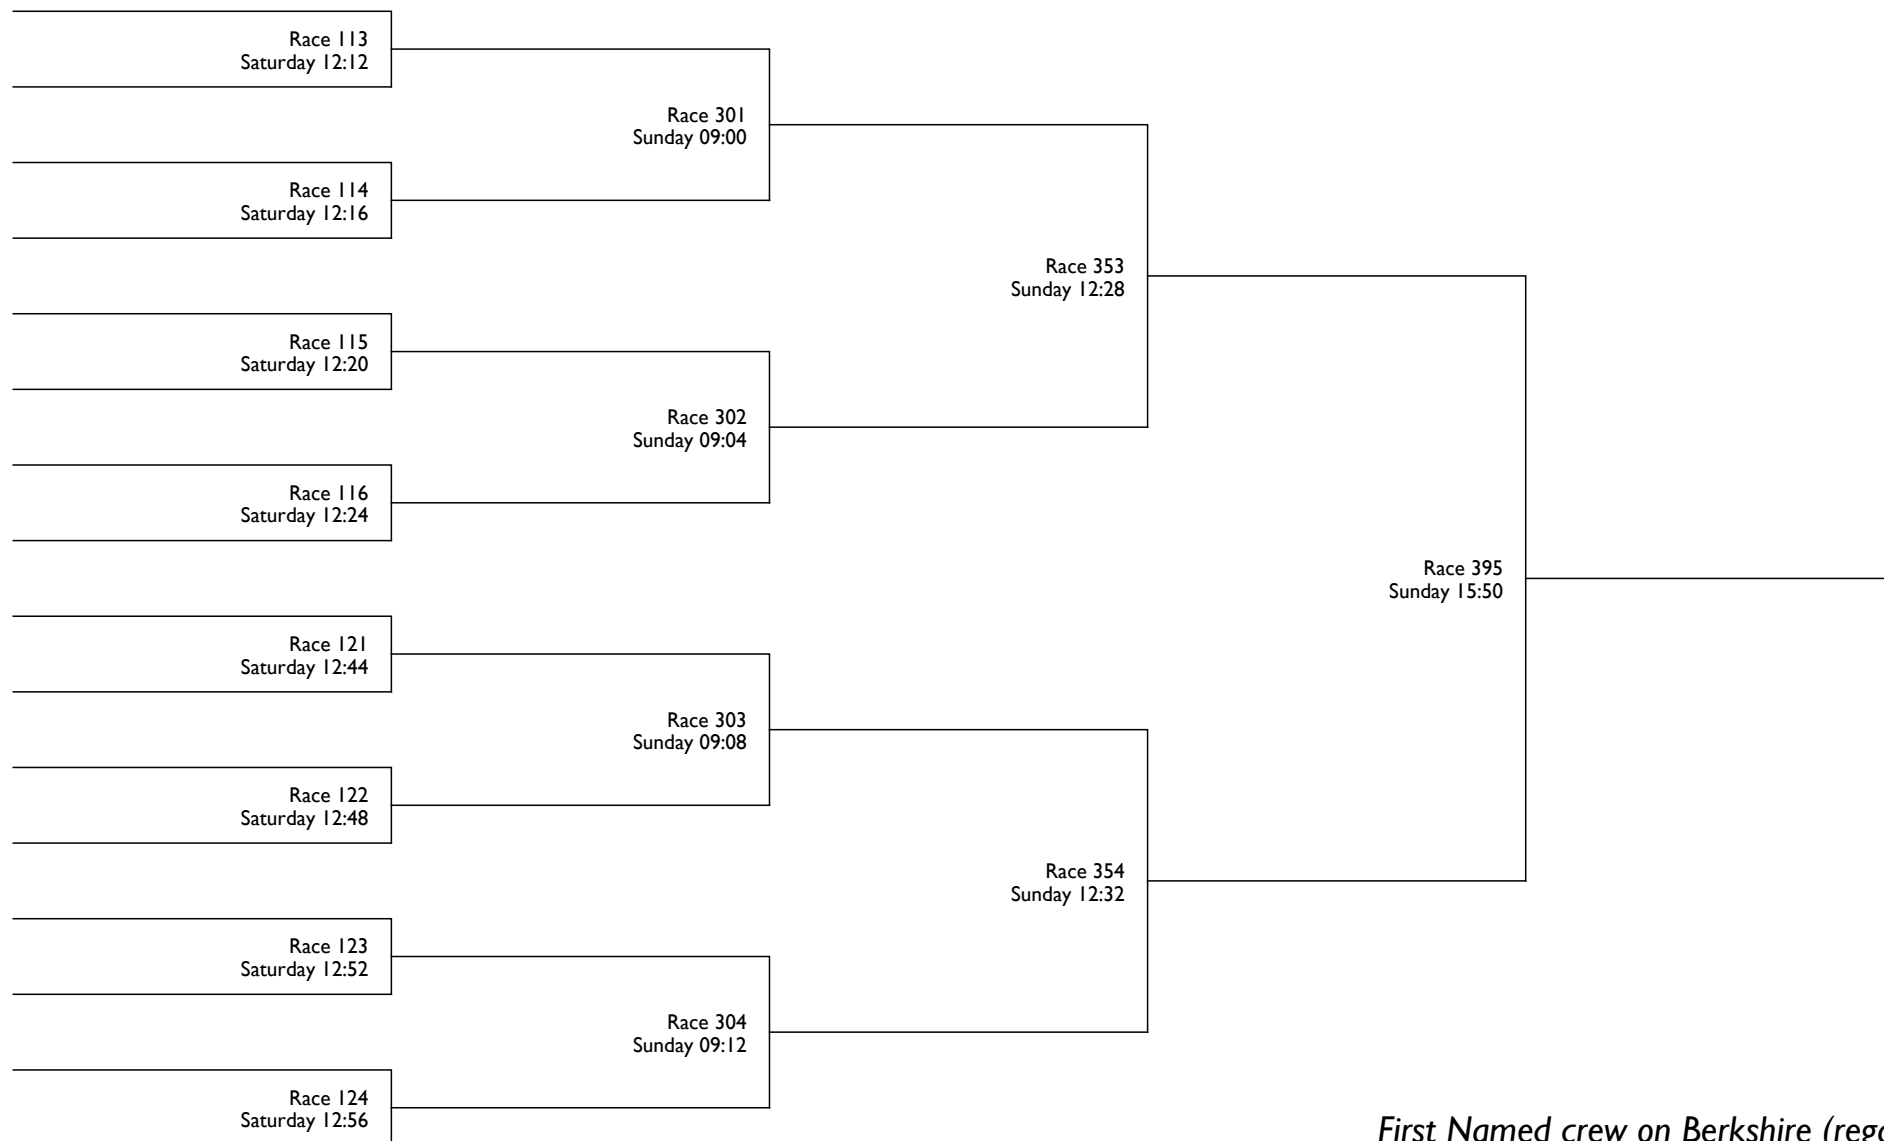 Race 113
Saturday 12:12
Race 301
Sunday 09:00
Race 114
Saturday 12:16
Race 353
Sunday 12:28
Race 115
Saturday 12:20
Race 302
Sunday 09:04
Race 116
Saturday 12:24
Race 395
Sunday 15:50
Race 121
Saturday 12:44
Race 303
Sunday 09:08
Race 122
Saturday 12:48
Race 354
Sunday 12:32
Race 123
Saturday 12:52
Race 304
Sunday 09:12
Race 124
Saturday 12:56
First Named crew on Berkshire